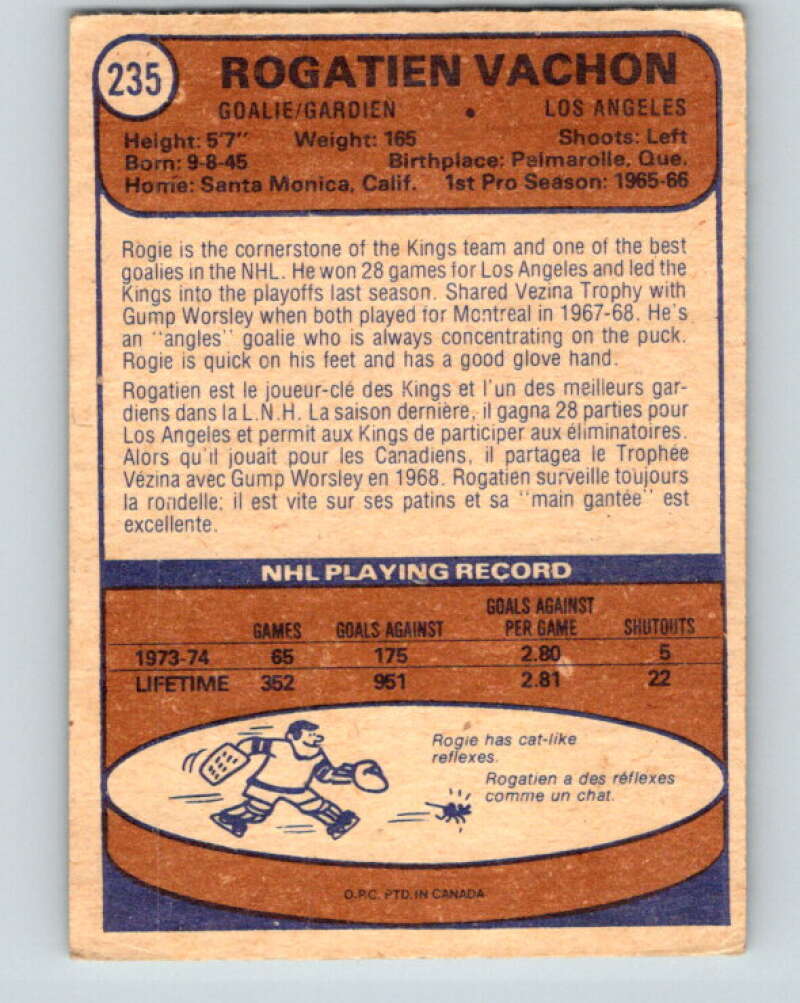 235
ROGATIEN VACHON
GOALIE/GARDIEN • LOS ANGELES
Height: 5'7" Weight: 165 Shoots: Left
Born: 9-8-45 Birthplace: Palmarolle, Que.
Home: Santa Monica, Calif. 1st Pro Season: 1965-66
Rogie is the cornerstone of the Kings team and one of the best
goalies in the NHL. He won 28 games for Los Angeles and led the
Kings into the playoffs last season. Shared Vezina Trophy with
Gump Worsley when both played for Montreal in 1967-68. He's
an "angles" goalie who is always concentrating on the puck.
Rogie is quick on his feet and has a good glove hand.
Rogatien est le joueur-clé des Kings et l'un des meilleurs gar-
diens dans la L.N.H. La saison dernière, il gagna 28 parties pour
Los Angeles et permit aux Kings de participer aux éliminatoires.
Alors qu'il jouait pour les Canadiens, il partagea le Trophée
Vézina avec Gump Worsley en 1968. Rogatien surveille toujours
la rondelle; il est vite sur ses patins et sa "main gantée" est
excellente.
NHL PLAYING RECORD
GAMES GOALS AGAINST GOALS AGAINST PER GAME SHUTOUTS
1973-74 65 175 2.80 5
LIFETIME 352 951 2.81 22
Rogie has cat-like
reflexes.
Rogatien a des réflexes
comme un chat.
O.P.C. PTD. IN CANADA